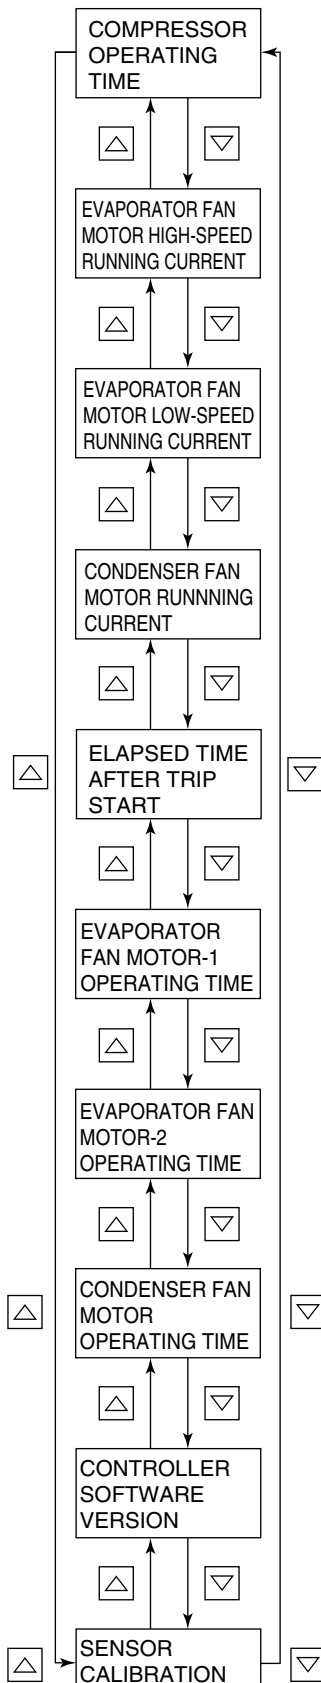 COMPRESSOR
OPERATING
TIME
EVAPORATOR FAN
MOTOR HIGH-SPEED
RUNNING CURRENT
EVAPORATOR FAN
MOTOR LOW-SPEED
RUNNING CURRENT
CONDENSER FAN
MOTOR RUNNNING
CURRENT
ELAPSED TIME
AFTER TRIP
START
EVAPORATOR
FAN MOTOR-1
OPERATING TIME
EVAPORATOR FAN
MOTOR-2
OPERATING TIME
CONDENSER FAN
MOTOR
OPERATING TIME
CONTROLLER
SOFTWARE
VERSION
SENSOR
CALIBRATION